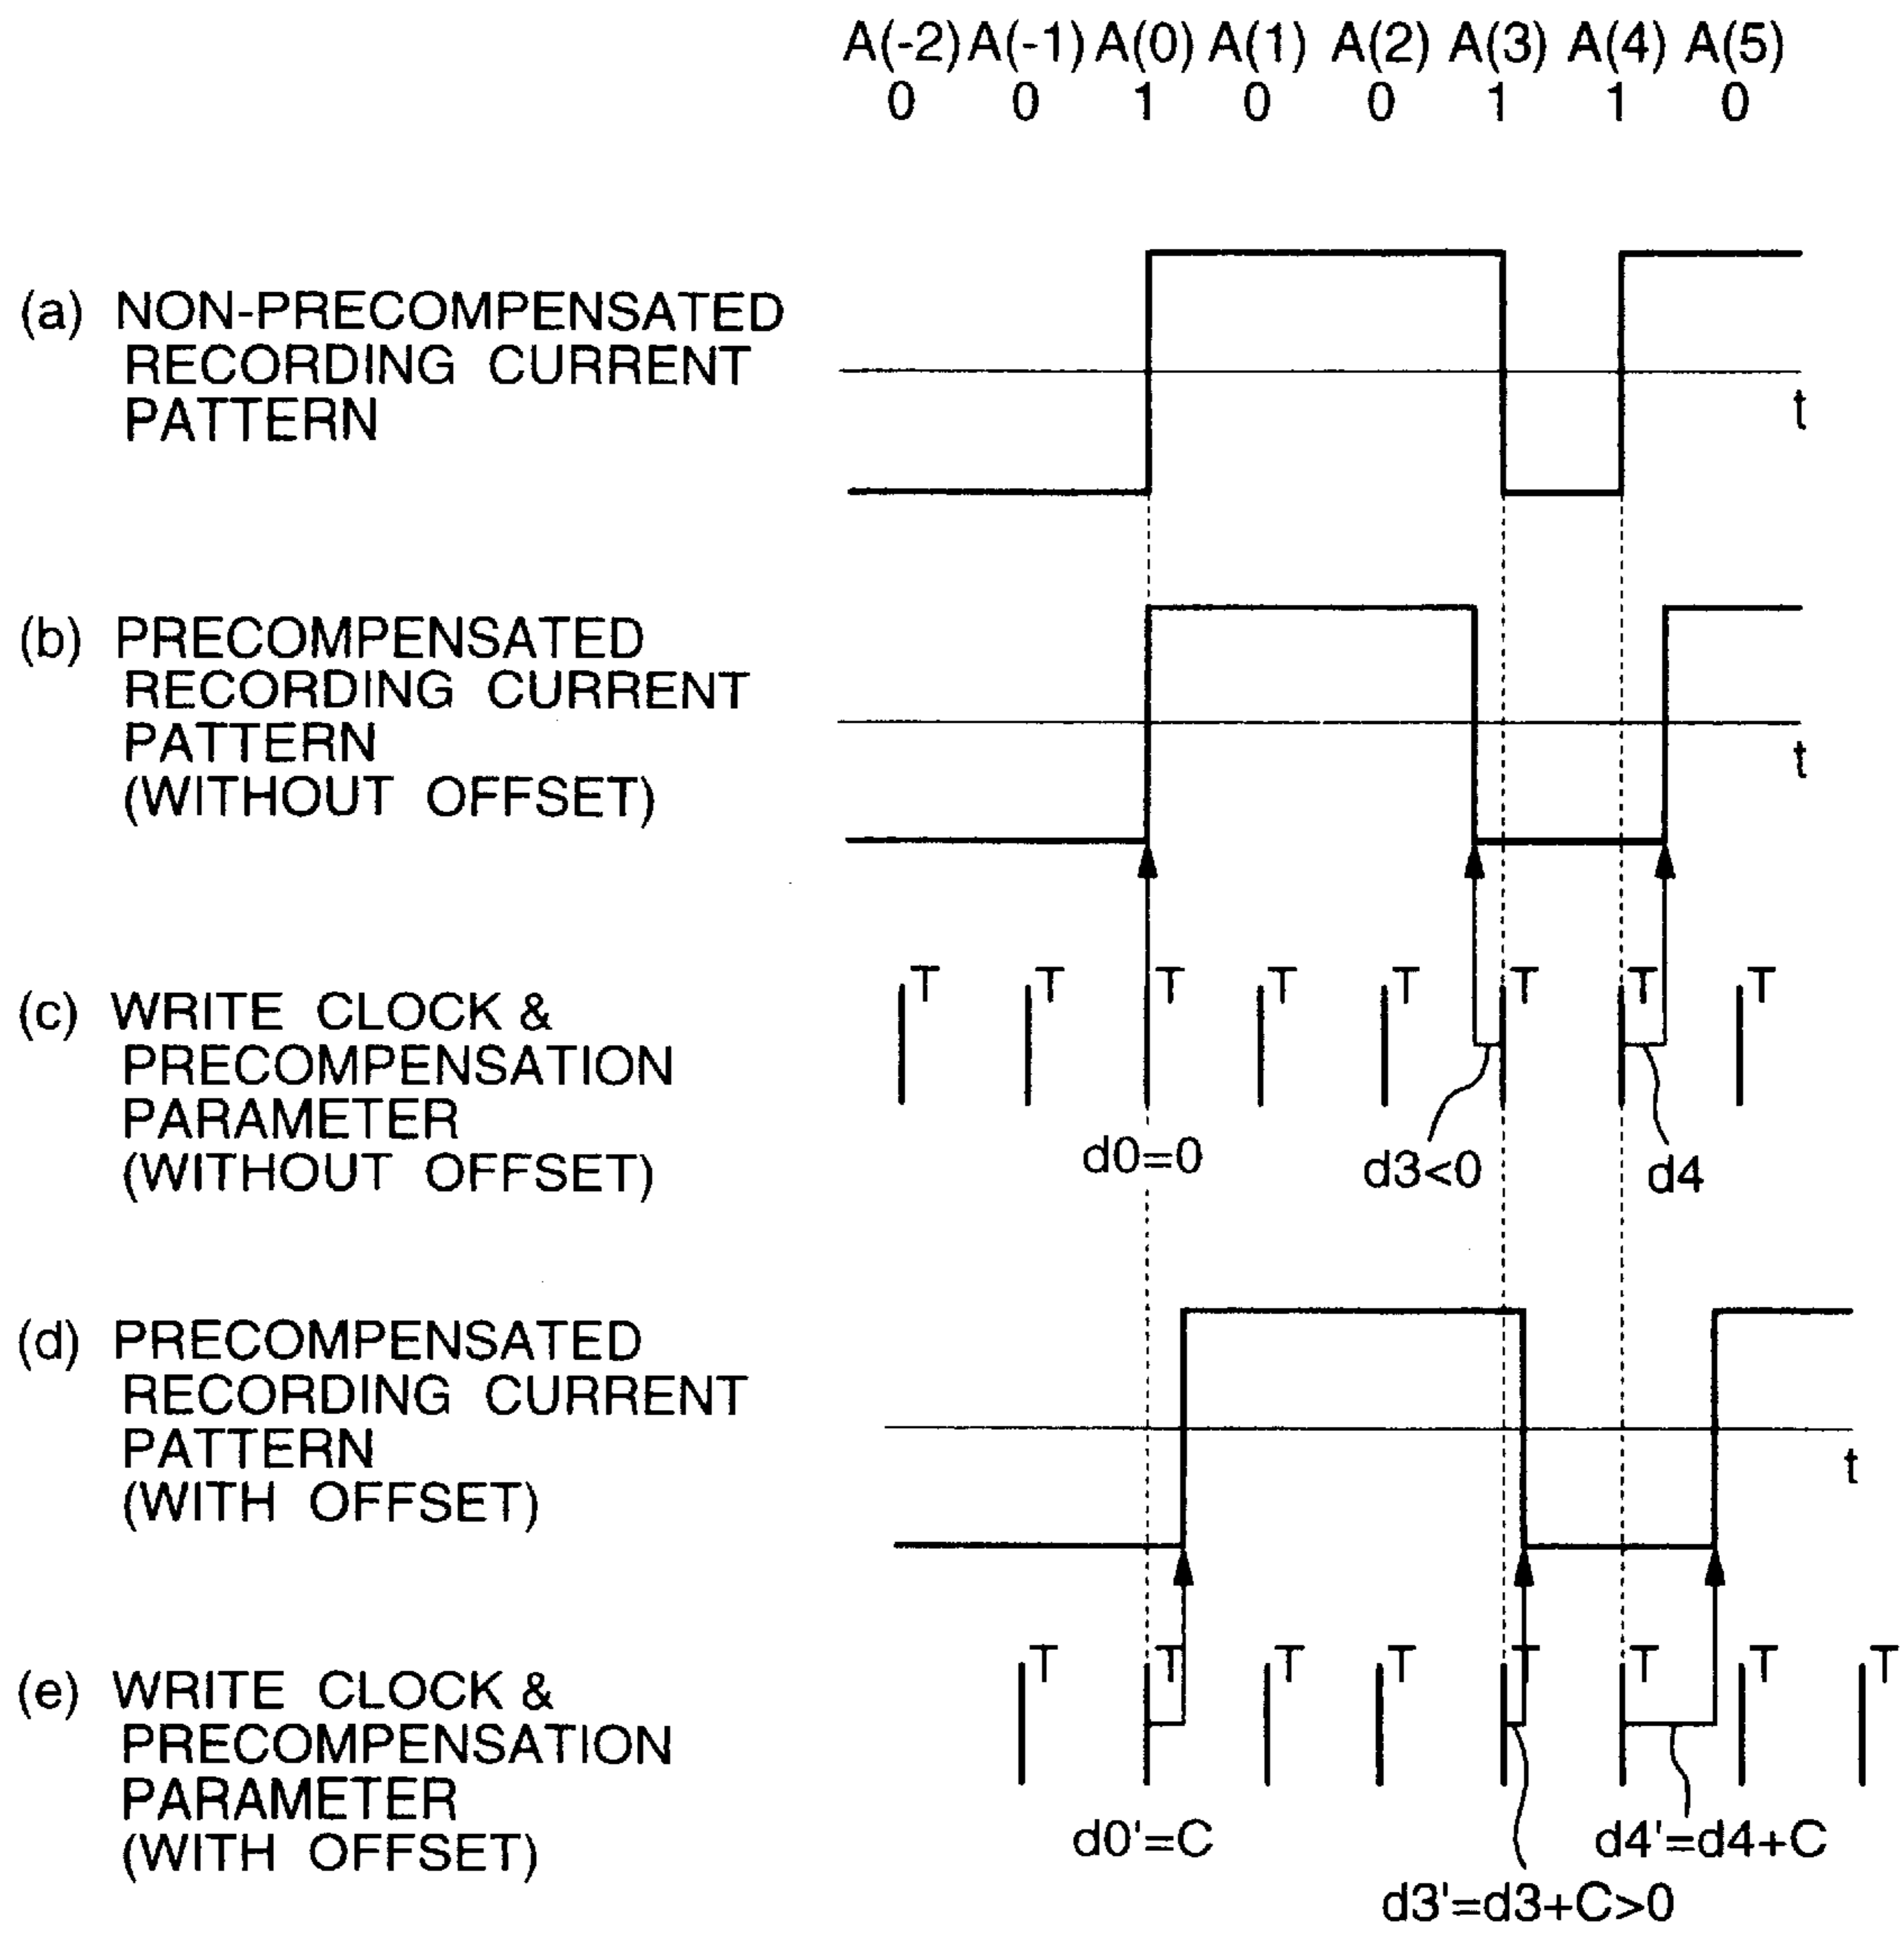 A(-2) A(-1) A(0) A(1) A(2) A(3) A(4) A(5)
0 0 1 0 0 1 1 0
(a) NON-PRECOMPENSATED
RECORDING CURRENT
PATTERN
t
(b) PRECOMPENSATED
RECORDING CURRENT
PATTERN
(WITHOUT OFFSET)
t
(c) WRITE CLOCK &
PRECOMPENSATION
PARAMETER
(WITHOUT OFFSET)
T T T T T T T T
d0=0 d3<0 d4
(d) PRECOMPENSATED
RECORDING CURRENT
PATTERN
(WITH OFFSET)
t
(e) WRITE CLOCK &
PRECOMPENSATION
PARAMETER
(WITH OFFSET)
T T T T T T T T
d0'=C d4'=d4+C
d3'=d3+C>0